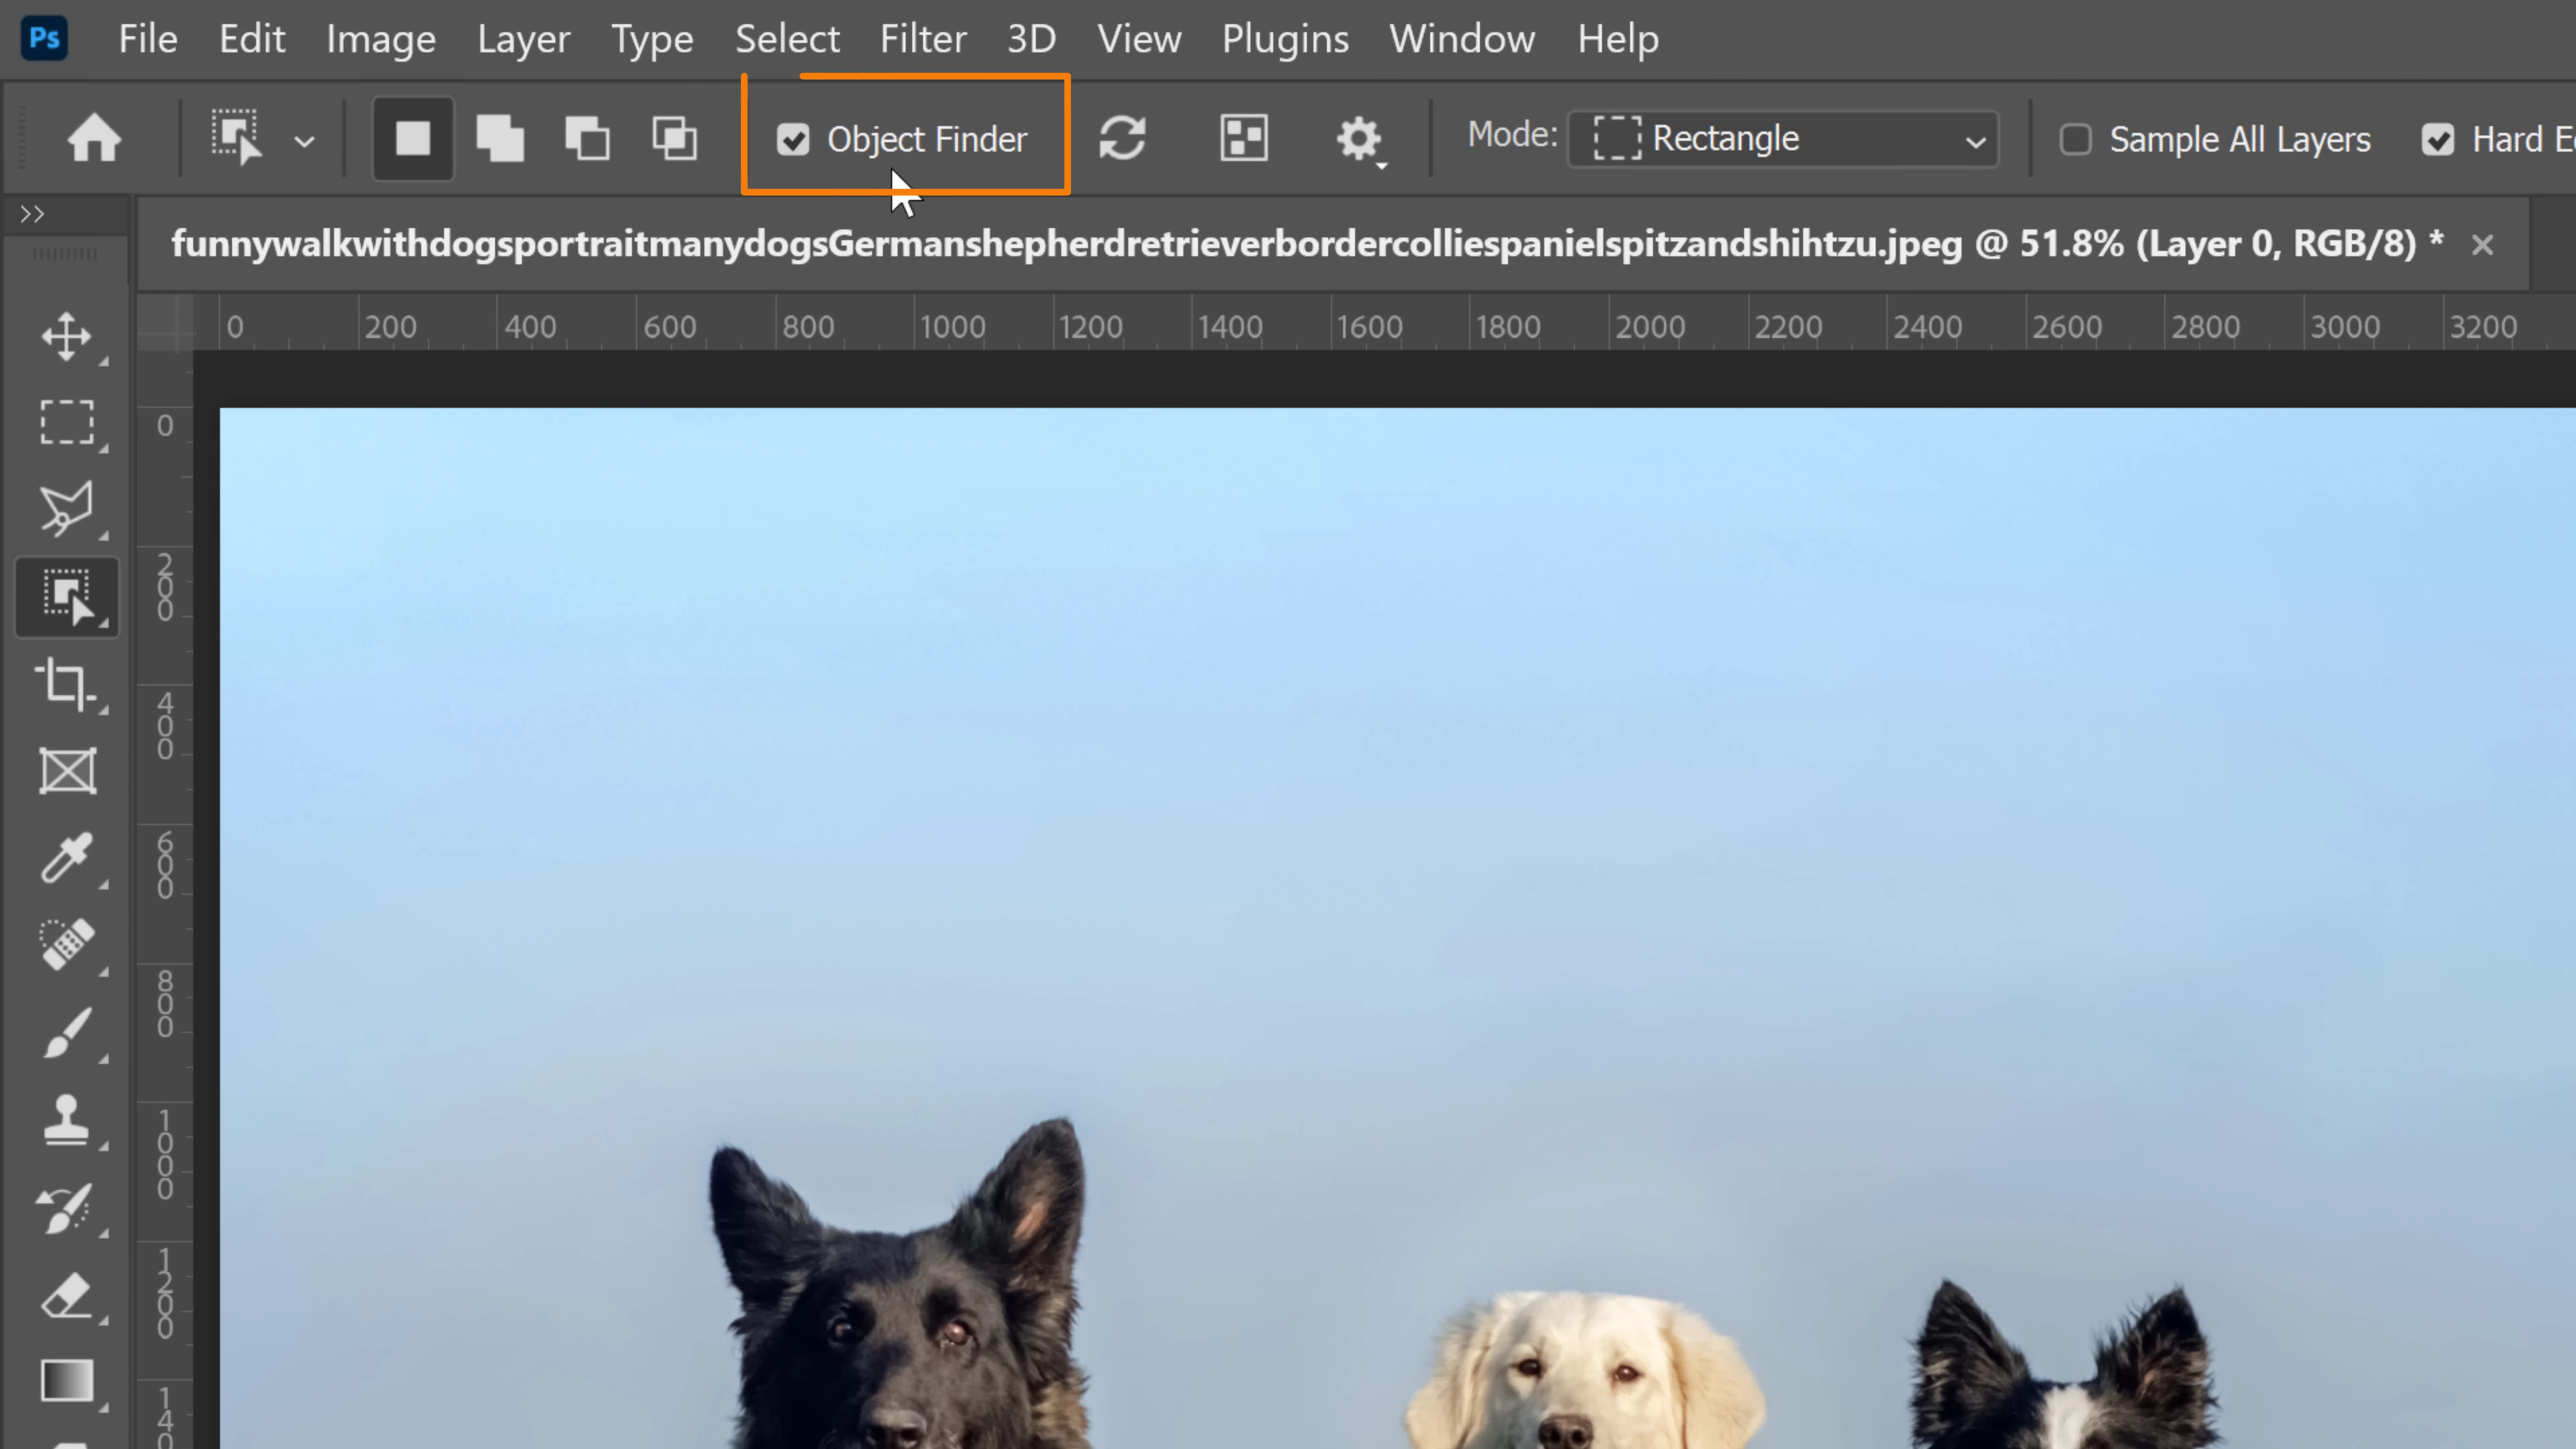 Ps File Edit Image Layer Type Select Filter 3D View Plugins Window Help
Object Finder Mode: Rectangle Sample All Layers Hard E
funnywalkwithdogsportraitmanydogsGermanshepherdretrieverbordercolliespanielspitzandshihtzu.jpeg @ 51.8% (Layer 0, RGB/8) *
0 200 400 600 800 1000 1200 1400 1600 1800 2000 2200 2400 2600 2800 3000 3200
0
200
400
600
800
1000
1200
140